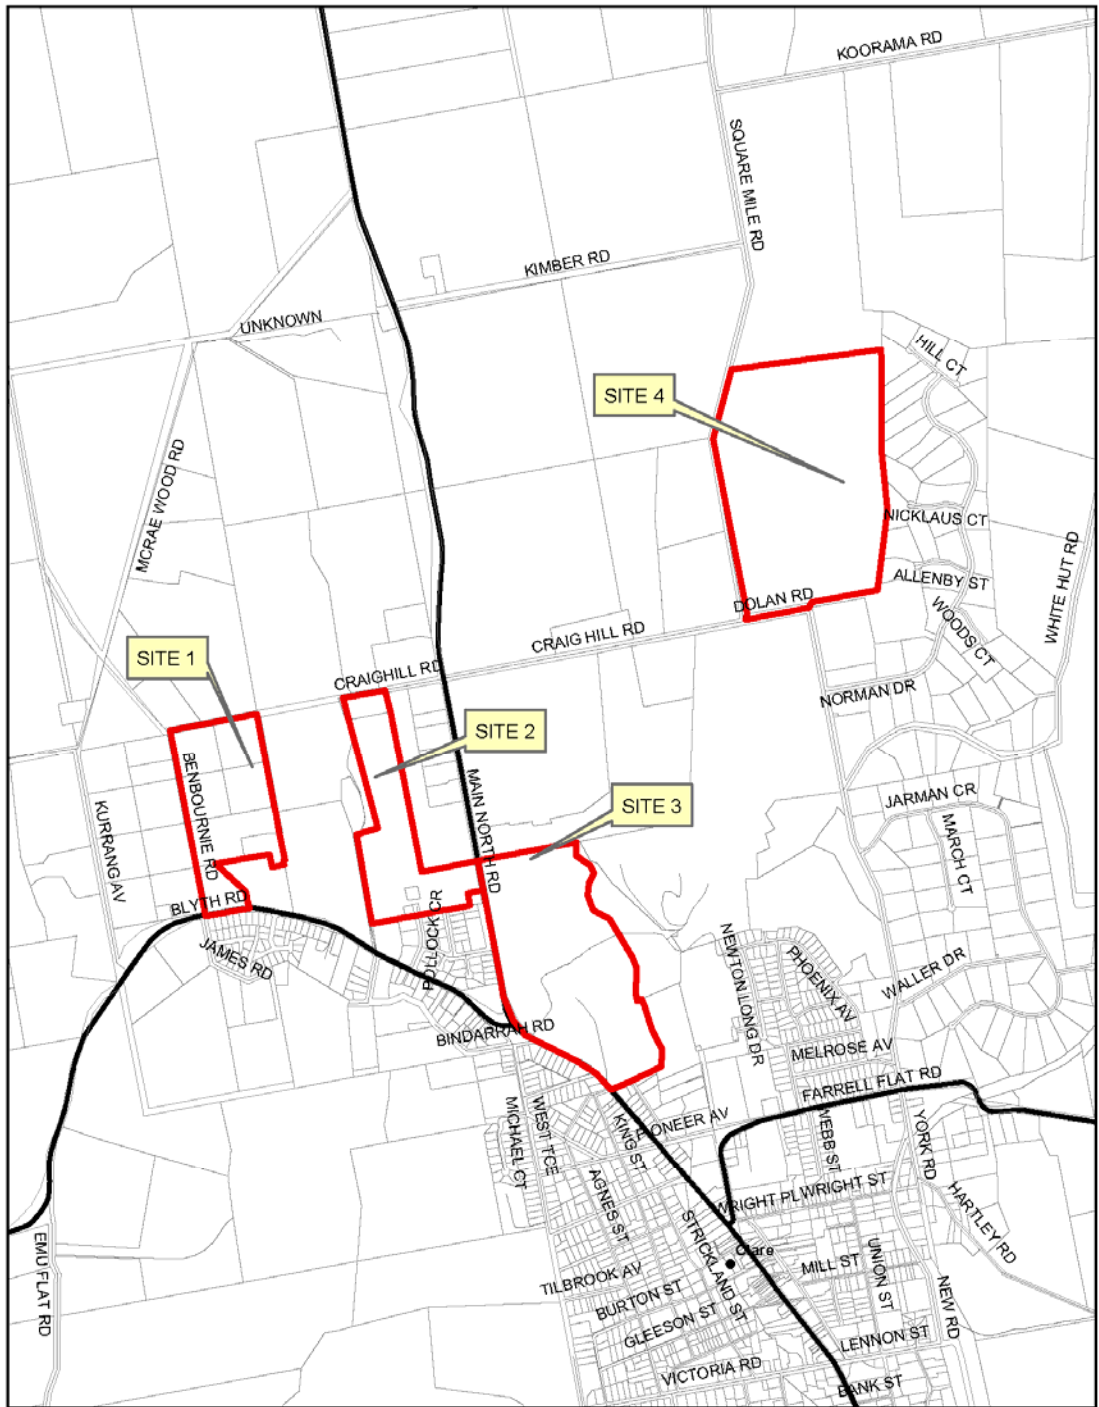 KOORAMA RD
SQUARE MILE RD
KIMBER RD
UNKNOWN
HILL CT
SITE 4
MCRAE WOOD RD
NICKLAUS CT
ALLENBY ST
WHITE HUT RD
DOLAN RD
WOODS CT
CRAIG HILL RD
SITE 1
CRAIGHILL RD
NORMAN DR
SITE 2
BENBOURNIE RD
MAIN NORTH RD
JARMAN CR
SITE 3
KURRANG AV
MARCH CT
BLYTH RD
POLLOCK CR
JAMES RD
NEWTON LONG DR
PHOENIX AV
WALLER DR
BINDARRAH RD
MELROSE AV
FARRELL FLAT RD
MICHAEL CT
WEST TCE
KING ST
PIONEER AV
WEBB ST
YORK RD
AGNES ST
WRIGHT PL
WRIGHT ST
HARTLEY RD
STRICKLAND ST
Clare
UNION ST
MILL ST
EMU FLAT RD
TILBROOK AV
BURTON ST
NEW RD
GLEESON ST
LENNON ST
VICTORIA RD
BANK ST